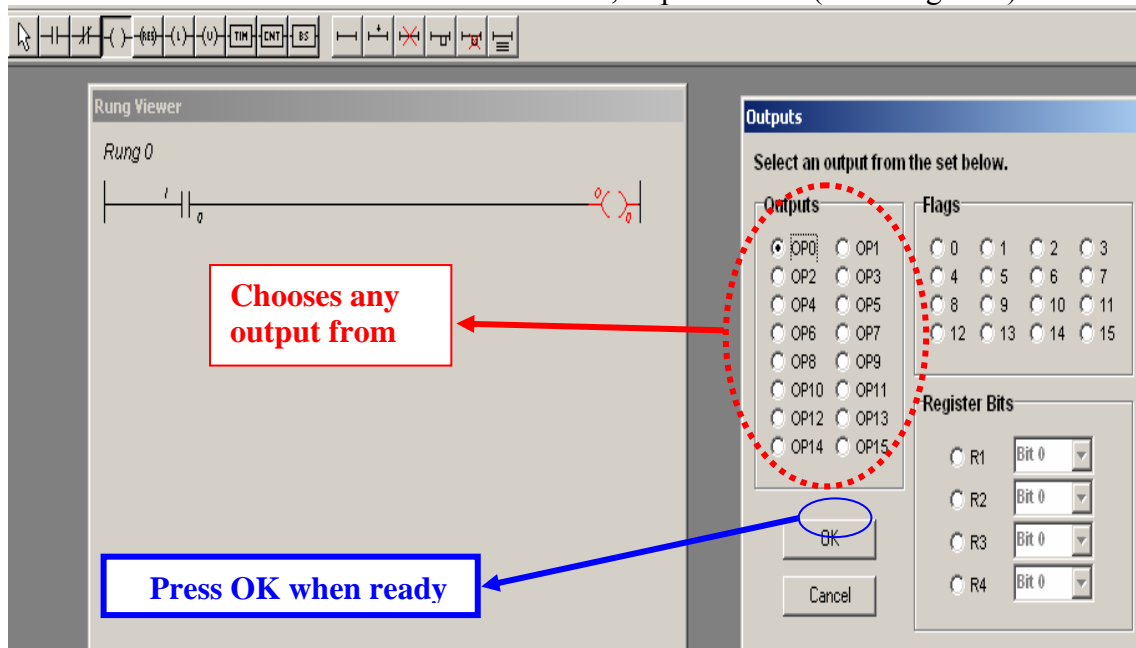 (RES) (L) (U) TIM CNT BS
Rung Viewer
Rung 0
I
0
0
0
Chooses any
output from
Press OK when ready
Outputs
Select an output from the set below.
Outputs
OP0 OP1
OP2 OP3
OP4 OP5
OP6 OP7
OP8 OP9
OP10 OP11
OP12 OP13
OP14 OP15
Flags
0 1 2 3
4 5 6 7
8 9 10 11
12 13 14 15
Register Bits
R1 Bit 0
R2 Bit 0
R3 Bit 0
R4 Bit 0
OK
Cancel